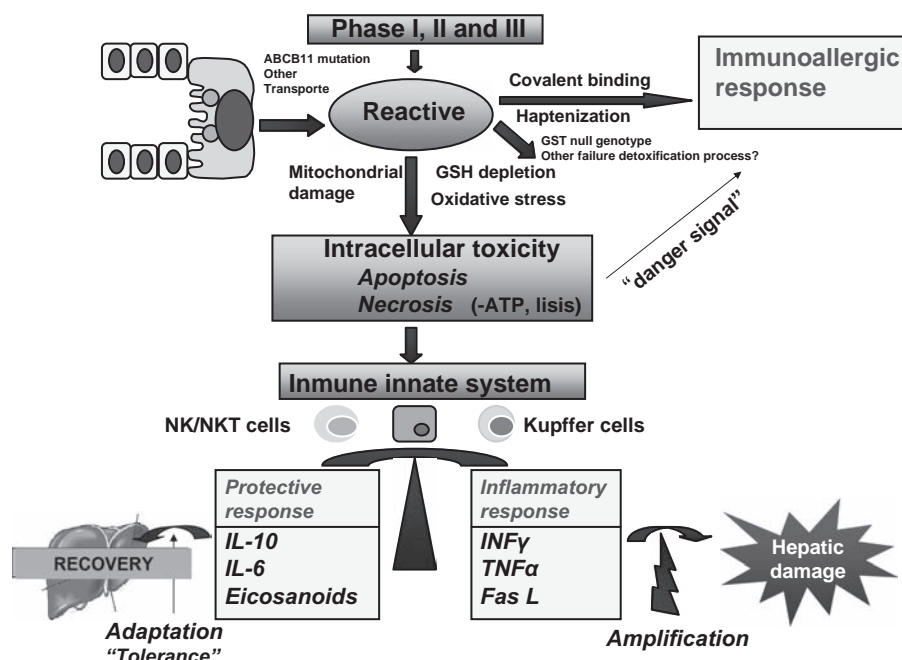 Phase I, II and III
ABCB11 mutation
Other
Transporte
Reactive
Covalent binding
Haptenization
Immunoallergic
response
GST null genotype
Other failure detoxification process?
Mitochondrial
damage
GSH depletion
Oxidative stress
"danger signal"
Intracellular toxicity
Apoptosis
Necrosis (-ATP, lisis)
Inmune innate system
NK/NKT cells
Kupffer cells
Protective
response
IL-10
IL-6
Eicosanoids
Inflammatory
response
INFγ
TNFα
Fas L
RECOVERY
Hepatic
damage
Adaptation
"Tolerance"
Amplification